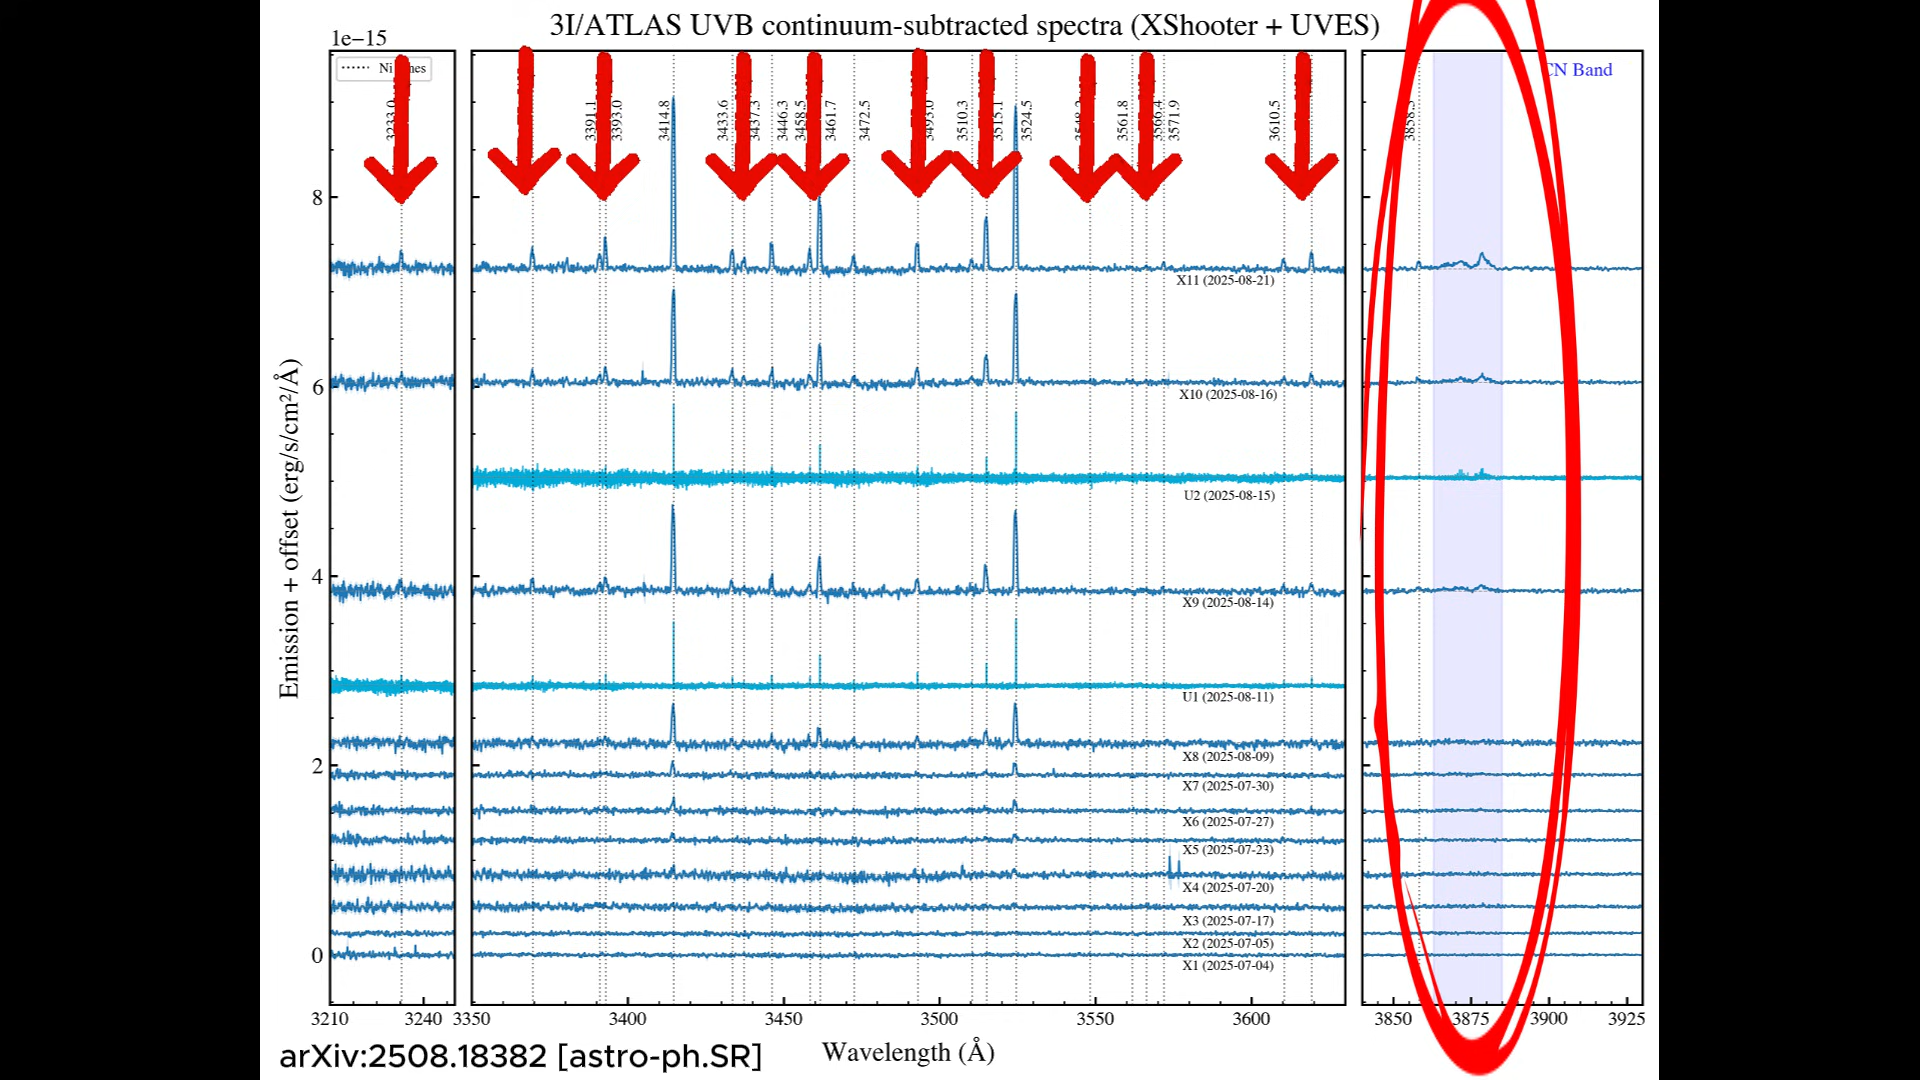 3I/ATLAS UVB continuum-subtracted spectra (XShooter + UVES)
1e−15
Ni
CN Band
3391.1
3393.0
3414.8
3433.6
3446.3
3458.5
3461.7
3472.5
3493.0
3510.3
3515.1
3524.5
3561.8
3571.9
3610.5
8
6
4
2
0
Emission + offset (erg/s/cm²/Å)
X11 (2025-08-21)
X10 (2025-08-16)
U2 (2025-08-15)
X9 (2025-08-14)
U1 (2025-08-11)
X8 (2025-08-09)
X7 (2025-07-30)
X6 (2025-07-27)
X5 (2025-07-23)
X4 (2025-07-20)
X3 (2025-07-17)
X2 (2025-07-05)
X1 (2025-07-04)
3210 3240 3350 3400 3450 3500 3550 3600 3850 3875 3900 3925
Wavelength (Å)
arXiv:2508.18382 [astro-ph.SR]